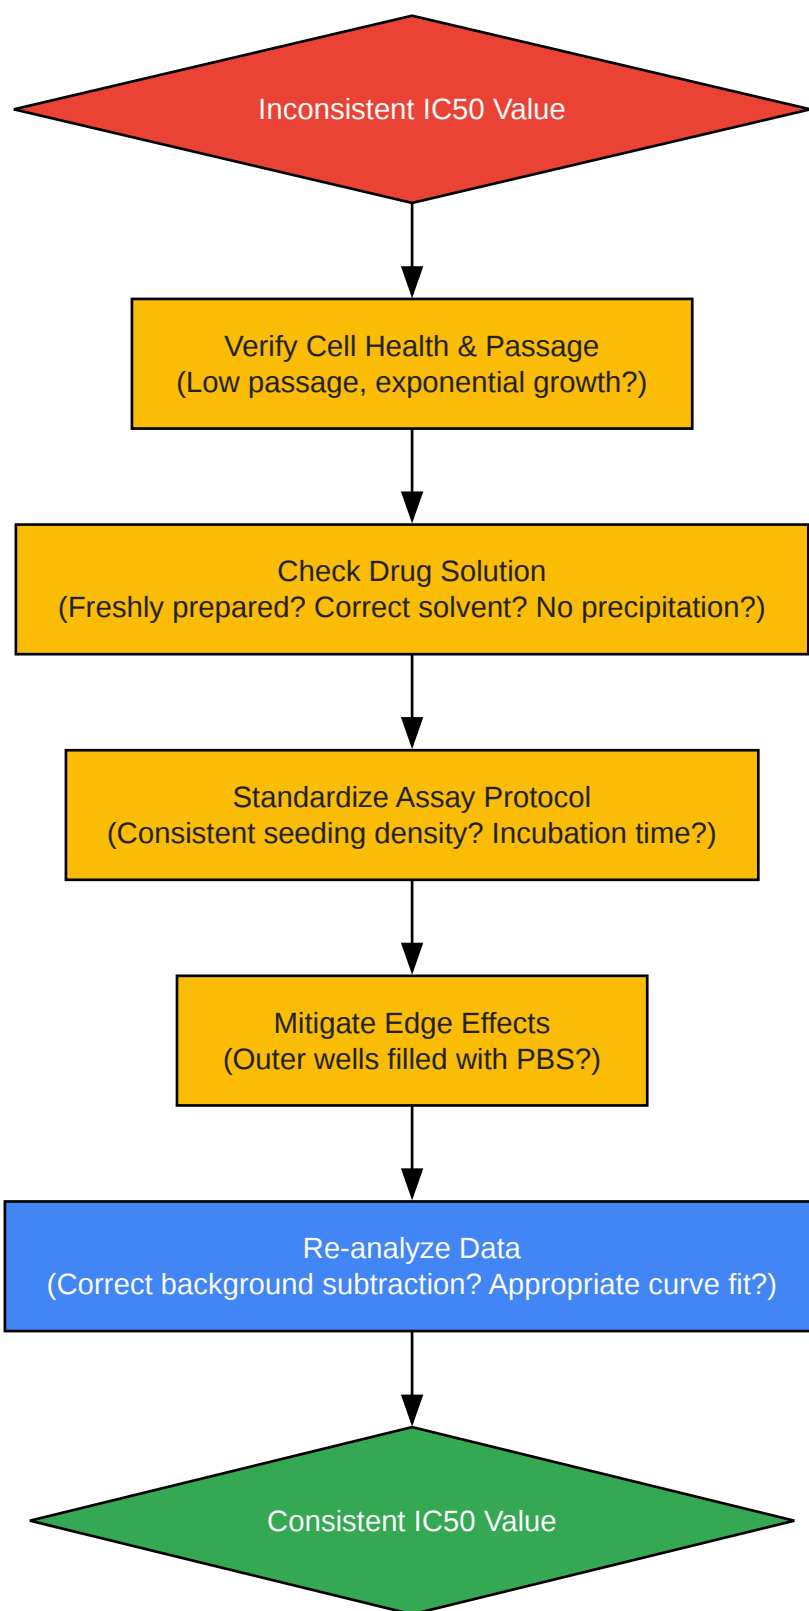 Inconsistent IC50 Value
Verify Cell Health & Passage
(Low passage, exponential growth?)
Check Drug Solution
(Freshly prepared? Correct solvent? No precipitation?)
Standardize Assay Protocol
(Consistent seeding density? Incubation time?)
Mitigate Edge Effects
(Outer wells filled with PBS?)
Re-analyze Data
(Correct background subtraction? Appropriate curve fit?)
Consistent IC50 Value